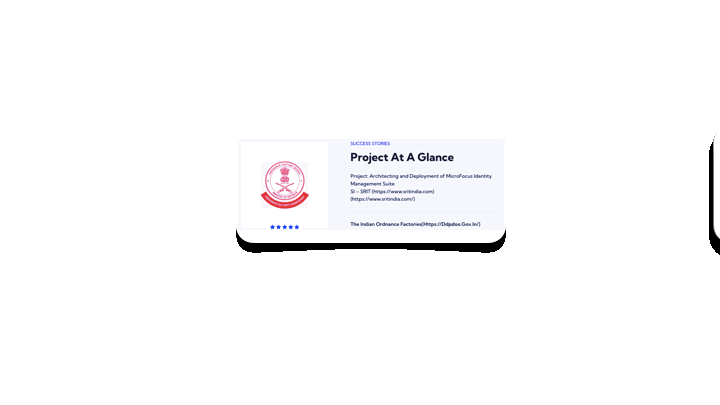 SUCCESS STORIES
Project At A Glance
Project: Architecting and Deployment of MicroFocus Identity
Management Suite
SI – SRIT (https://www.sritindia.com)
(https://www.sritindia.com/)
The Indian Ordnance Factories(Https://Ddpdoo.Gov.In/)